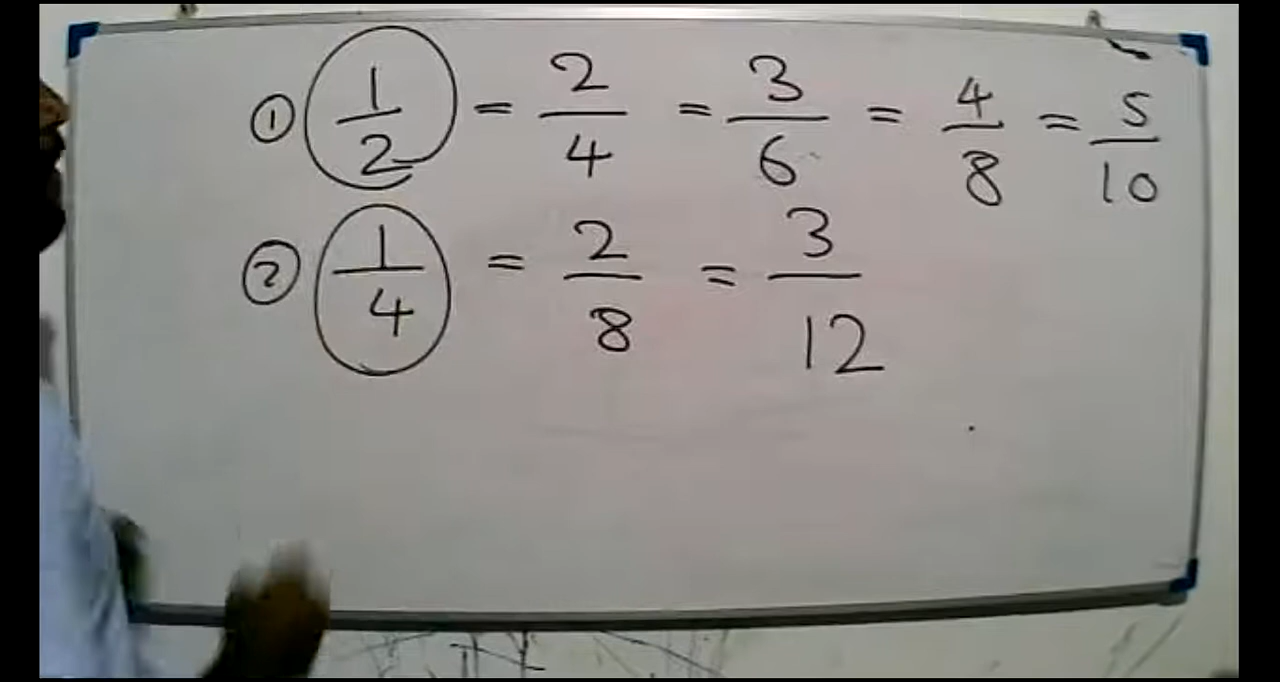 ① 1/2 = 2/4 = 3/6 = 4/8 = 5/10
② 1/4 = 2/8 = 3/12